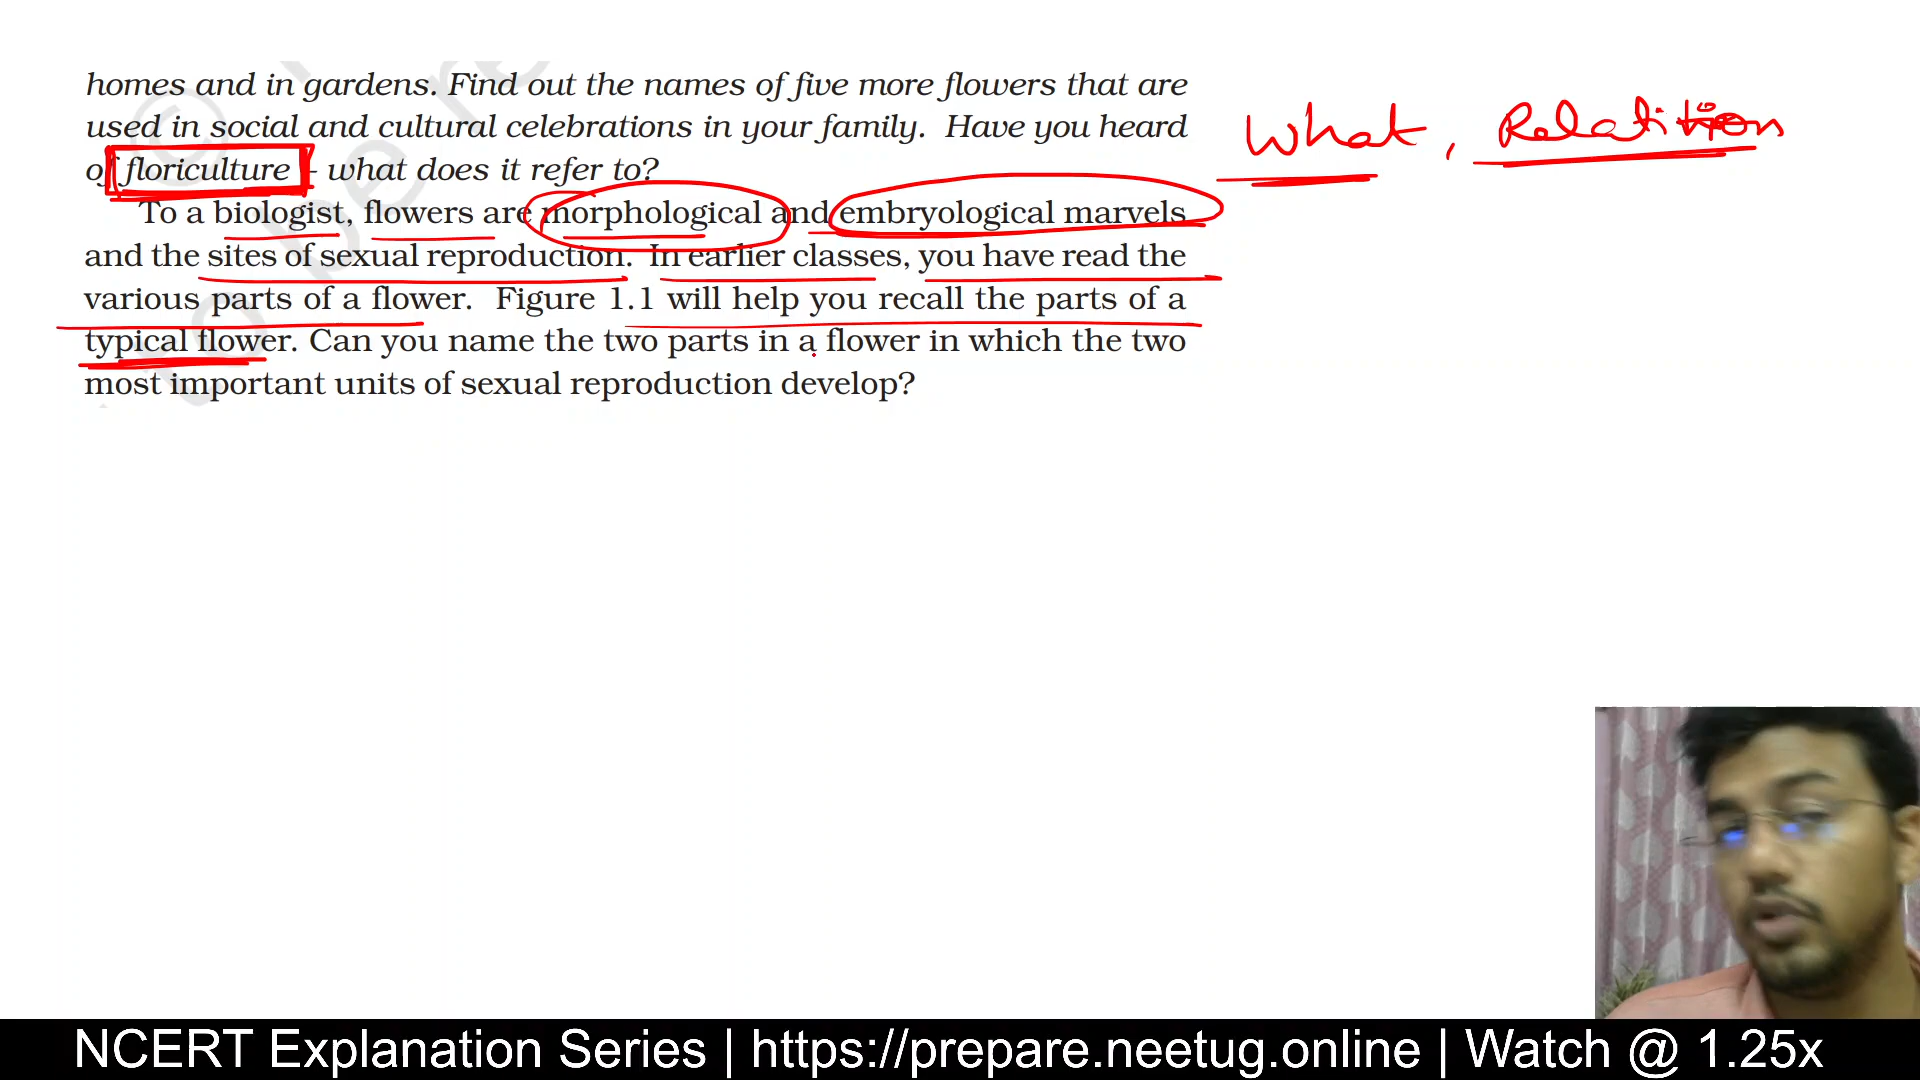 homes and in gardens. Find out the names of five more flowers that are
used in social and cultural celebrations in your family. Have you heard
of floriculture – what does it refer to?
What, Relation
To a biologist, flowers are morphological and embryological marvels
and the sites of sexual reproduction. In earlier classes, you have read the
various parts of a flower. Figure 1.1 will help you recall the parts of a
typical flower. Can you name the two parts in a flower in which the two
most important units of sexual reproduction develop?
NCERT Explanation Series | https://prepare.neetug.online | Watch @ 1.25x